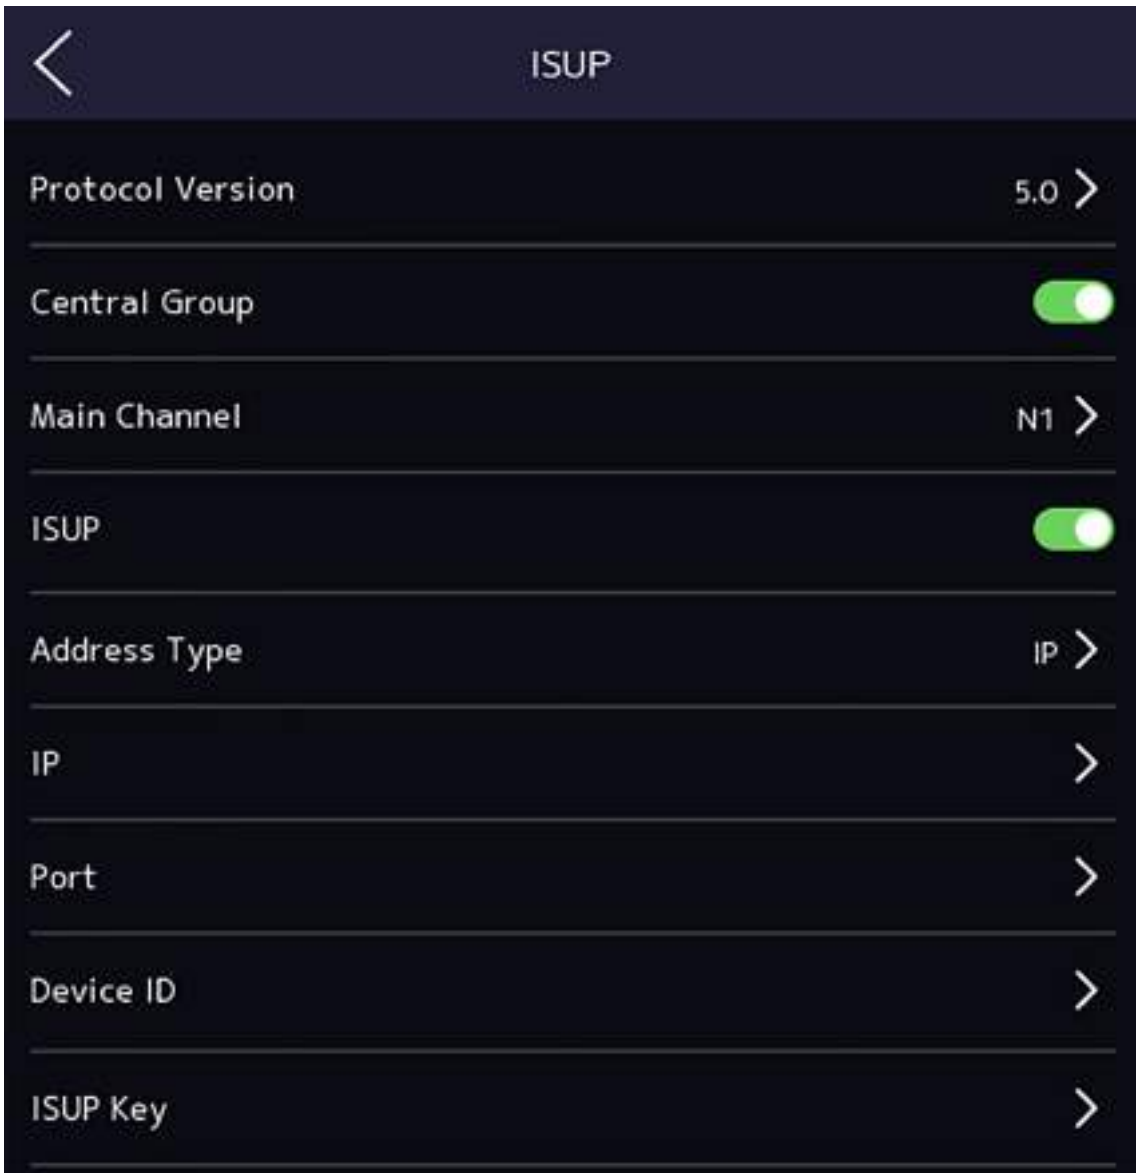 ISUP
Protocol Version 5.0
Central Group
Main Channel N1
ISUP
Address Type IP
IP
Port
Device ID
ISUP Key